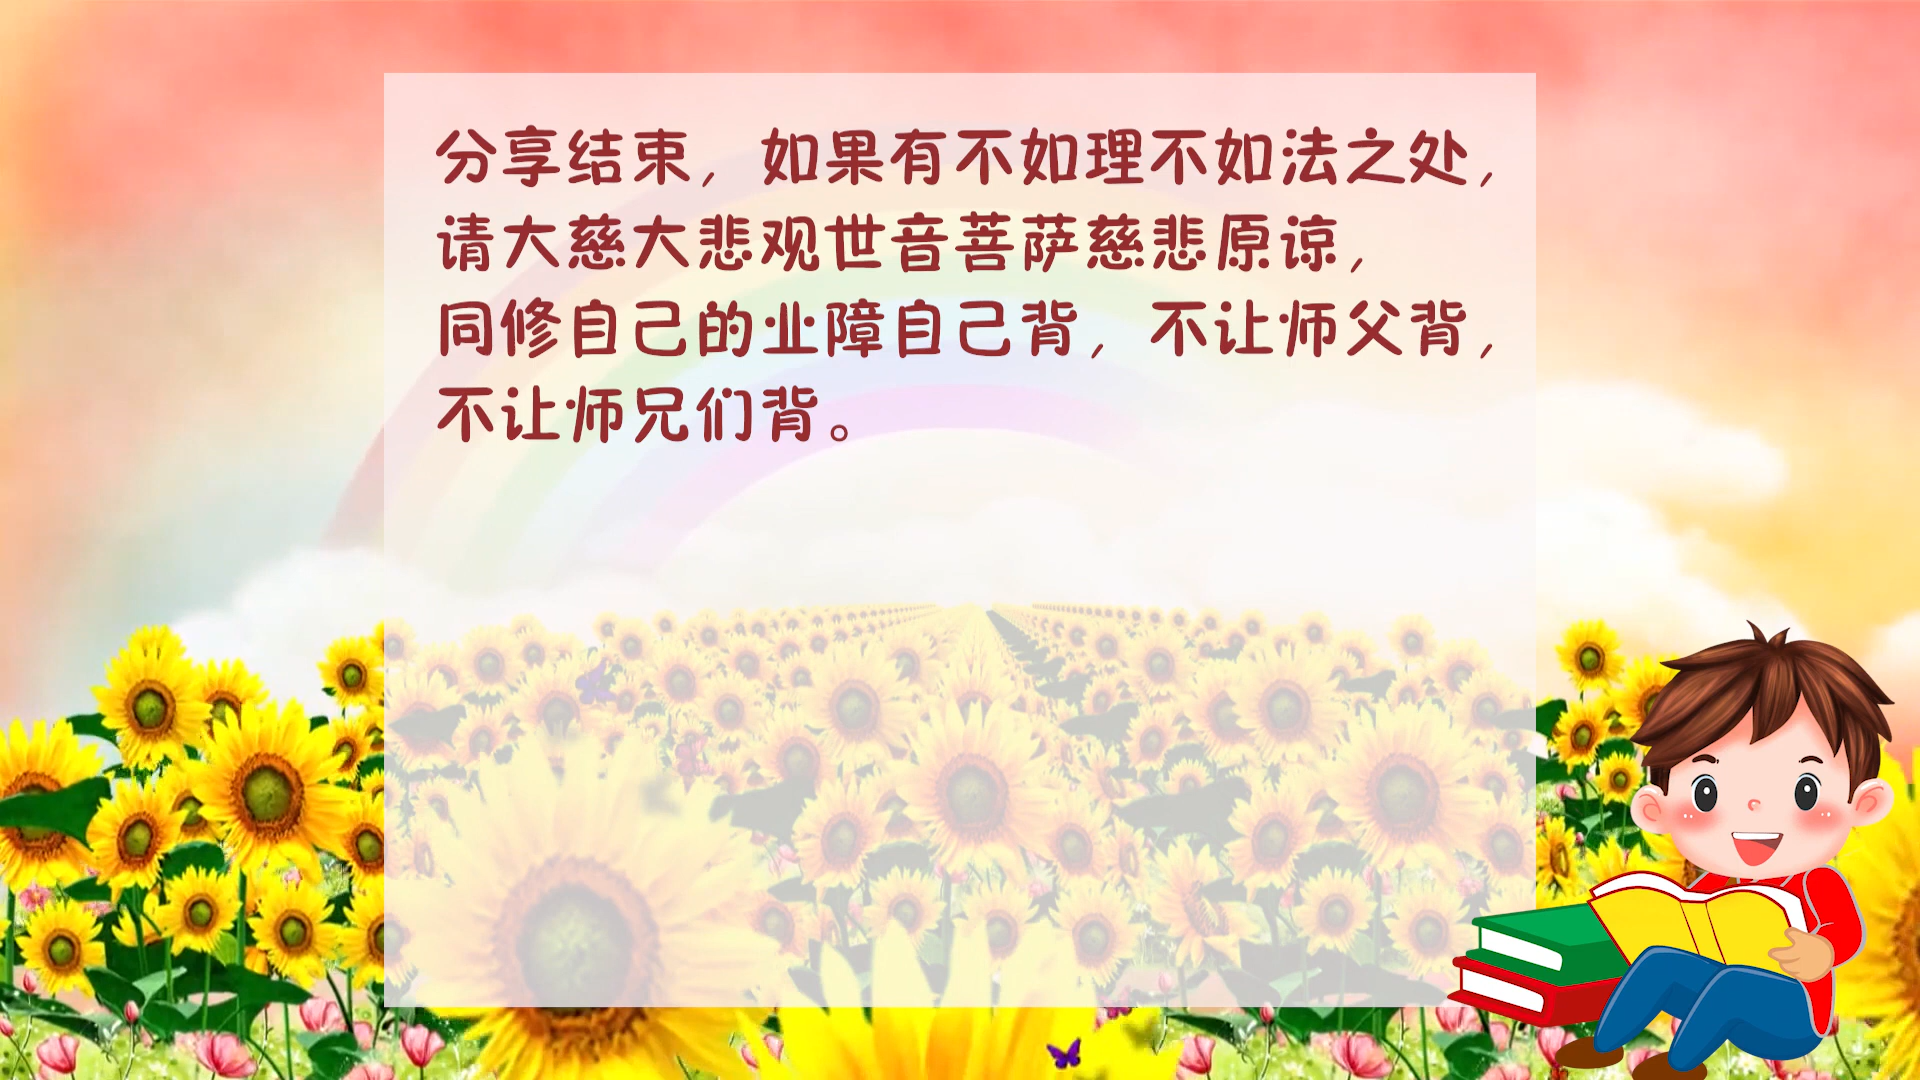 分享结束，如果有不如理不如法之处，
请大慈大悲观世音菩萨慈悲原谅，
同修自己的业障自己背，不让师父背，
不让师兄们背。